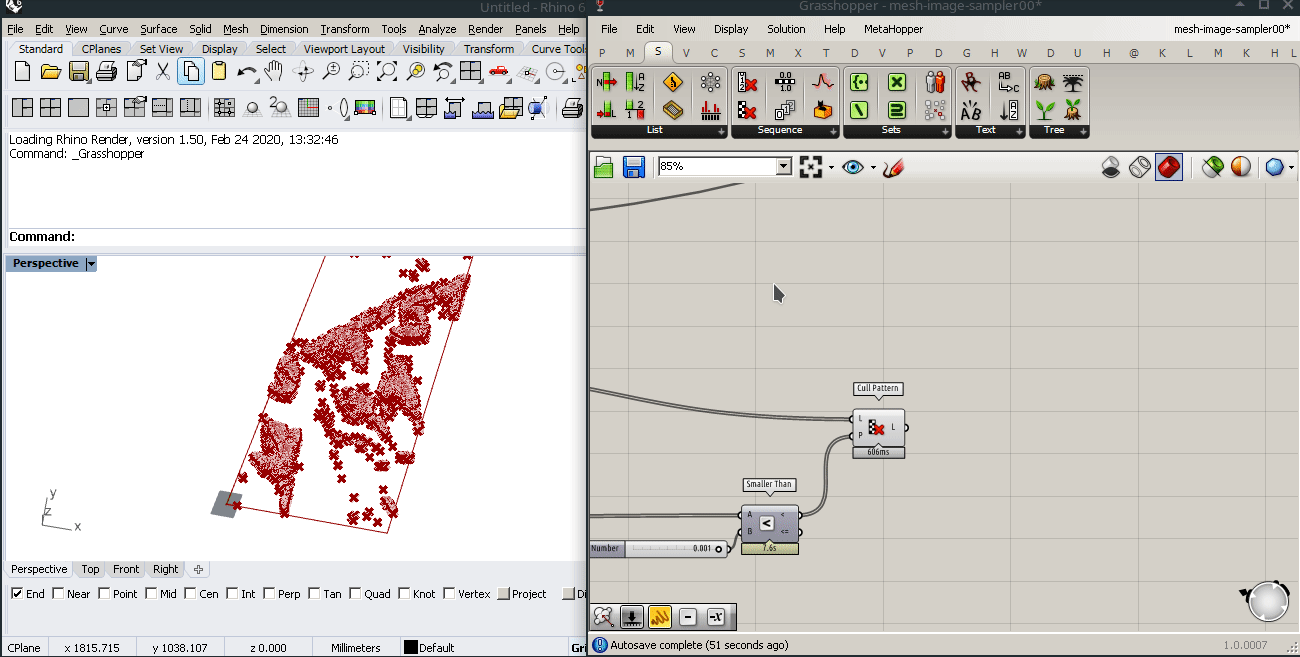 Untitled - Rhino 6
File Edit View Curve Surface Solid Mesh Dimension Transform Tools Analyze Render Panels Help
Standard CPlanes Set View Display Select Viewport Layout Visibility Transform Curve Tools
Loading Rhino Render, version 1.50, Feb 24 2020, 13:32:46
Command: _Grasshopper
Command:
Perspective
y
z
x
Perspective Top Front Right
End Near Point Mid Cen Int Perp Tan Quad Knot Vertex Project Di
CPlane x 1815.715 y 1038.107 z 0.000 Millimeters Default Gri
Grasshopper - mesh-image-sampler00*
File Edit View Display Solution Help MetaHopper mesh-image-sampler00*
P M S V C S M X D T D V D P D G H W D U H @ K L M K H L
List Sequence Sets Text Tree
85%
Cull Pattern
L
P
L
606ms
Smaller Than
A
B
<
<
<=
7.6s
Number 0.001
Autosave complete (51 seconds ago)
1.0.0007